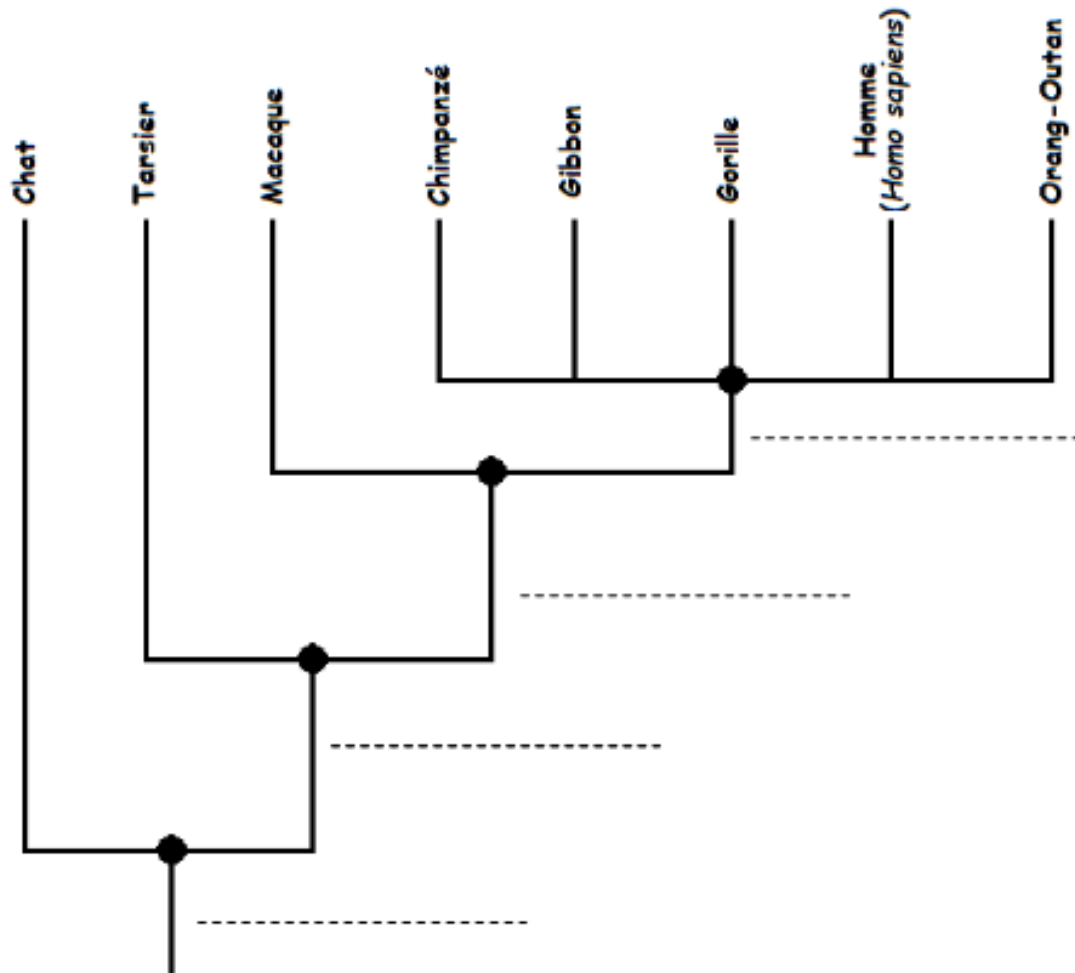 Chat
Tarsier
Macaque
Chimpanzé
Gibbon
Gorille
Homme
(Homo sapiens)
Orang-Outan